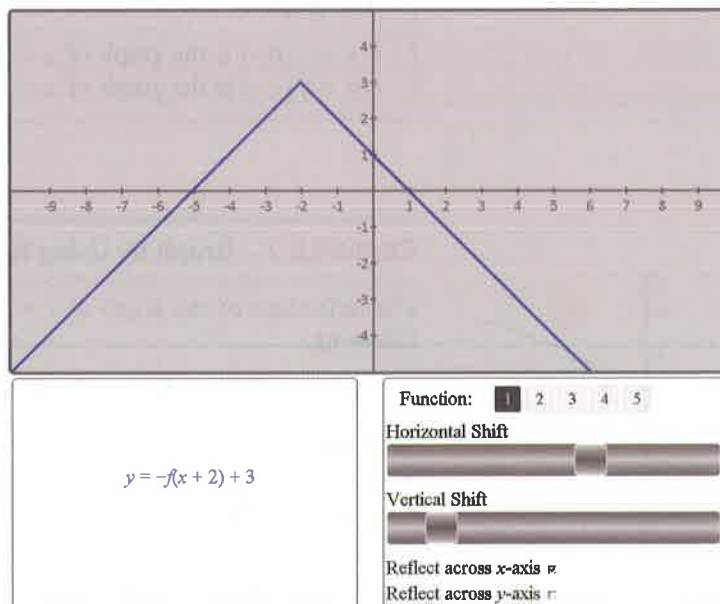 4
3
2
1
-9 -8 -7 -6 -5 -4 -3 -2 -1 1 2 3 4 5 6 7 8 9
-1
-2
-3
-4
y = −f(x + 2) + 3
Function: 1 2 3 4 5
Horizontal Shift
Vertical Shift
Reflect across x-axis
Reflect across y-axis